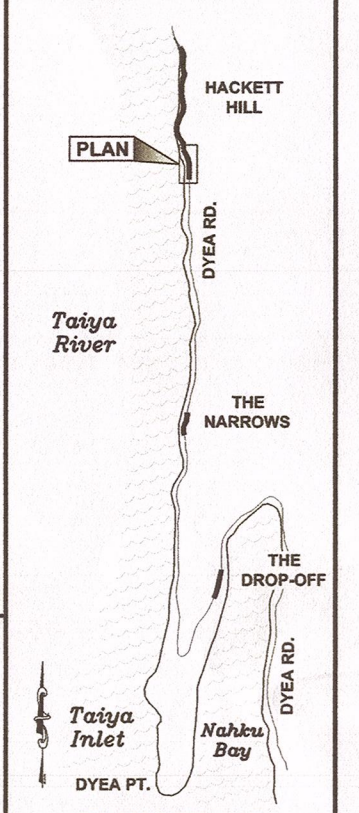 HACKETT
HILL
PLAN
DYEA RD.
Taiya
River
THE
NARROWS
THE
DROP-OFF
DYEA RD.
Taiya
Inlet
Nahku
Bay
DYEA PT.